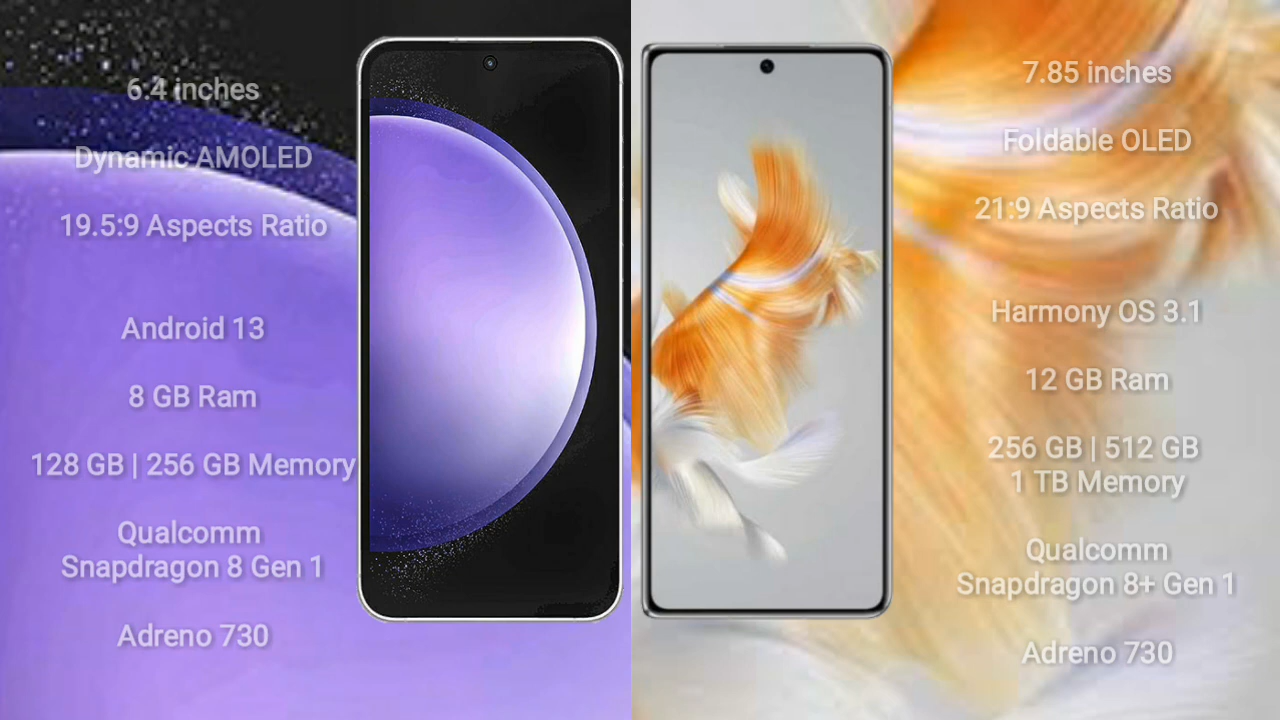 6.4 inches
Dynamic AMOLED
19.5:9 Aspects Ratio
Android 13
8 GB Ram
128 GB | 256 GB Memory
Qualcomm
Snapdragon 8 Gen 1
Adreno 730
7.85 inches
Foldable OLED
21:9 Aspects Ratio
Harmony OS 3.1
12 GB Ram
256 GB | 512 GB
1 TB Memory
Qualcomm
Snapdragon 8+ Gen 1
Adreno 730